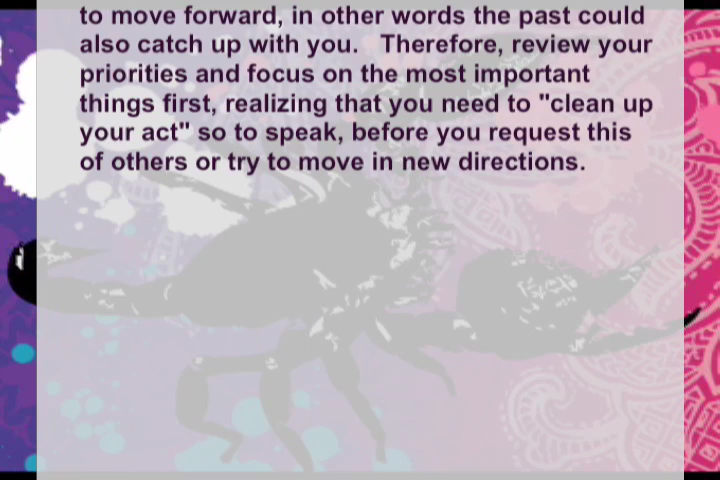 to move forward, in other words the past could
also catch up with you.   Therefore, review your
priorities and focus on the most important
things first, realizing that you need to "clean up
your act" so to speak, before you request this
of others or try to move in new directions.